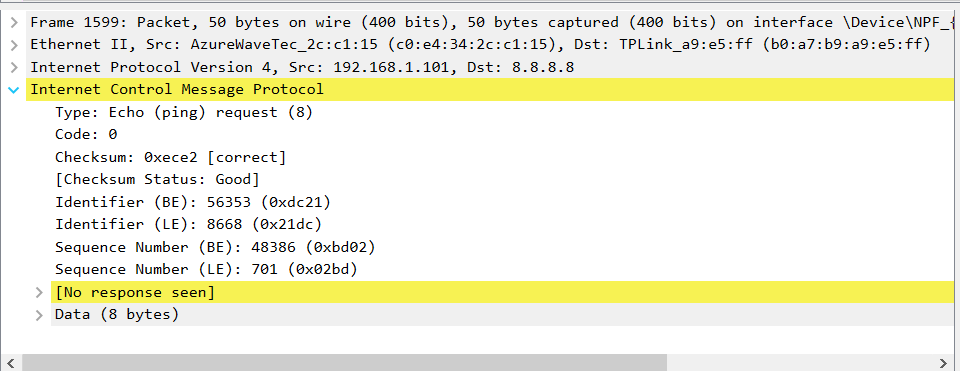 Frame 1599: Packet, 50 bytes on wire (400 bits), 50 bytes captured (400 bits) on interface \Device\NPF_{
Ethernet II, Src: AzureWaveTec_2c:c1:15 (c0:e4:34:2c:c1:15), Dst: TPLink_a9:e5:ff (b0:a7:b9:a9:e5:ff)
Internet Protocol Version 4, Src: 192.168.1.101, Dst: 8.8.8.8
Internet Control Message Protocol
Type: Echo (ping) request (8)
Code: 0
Checksum: 0xece2 [correct]
[Checksum Status: Good]
Identifier (BE): 56353 (0xdc21)
Identifier (LE): 8668 (0x21dc)
Sequence Number (BE): 48386 (0xbd02)
Sequence Number (LE): 701 (0x02bd)
[No response seen]
Data (8 bytes)